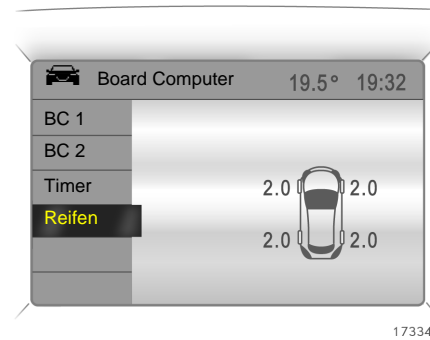 Board Computer 19.5° 19:32
BC 1
BC 2
Timer
Reifen
2.0 2.0
2.0 2.0
17334